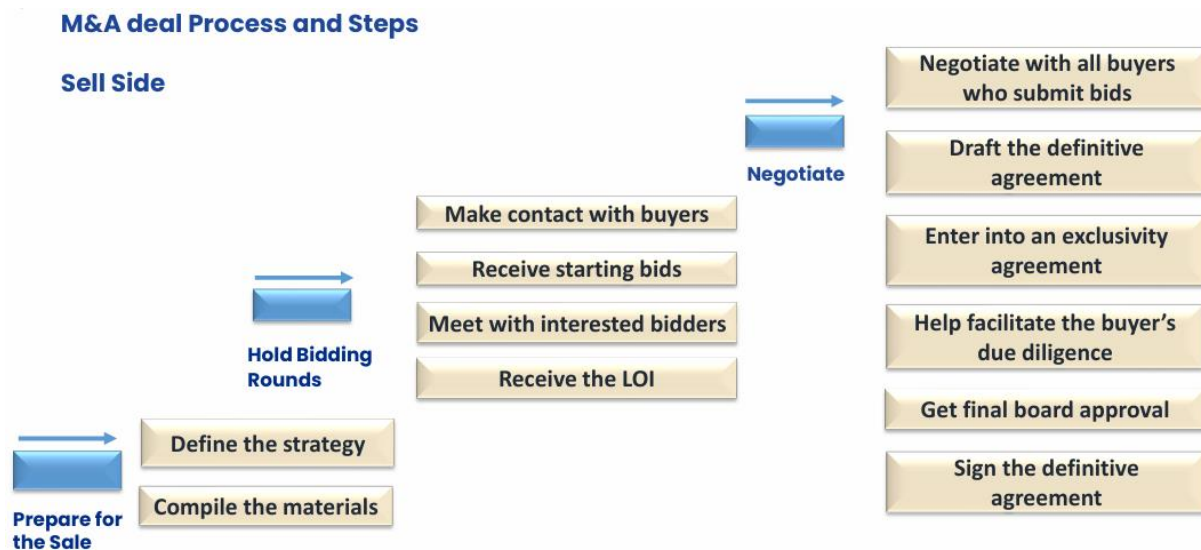 M&A deal Process and Steps
Sell Side
Prepare for
the Sale
Define the strategy
Compile the materials
Hold Bidding
Rounds
Make contact with buyers
Receive starting bids
Meet with interested bidders
Receive the LOI
Negotiate
Negotiate with all buyers
who submit bids
Draft the definitive
agreement
Enter into an exclusivity
agreement
Help facilitate the buyer's
due diligence
Get final board approval
Sign the definitive
agreement